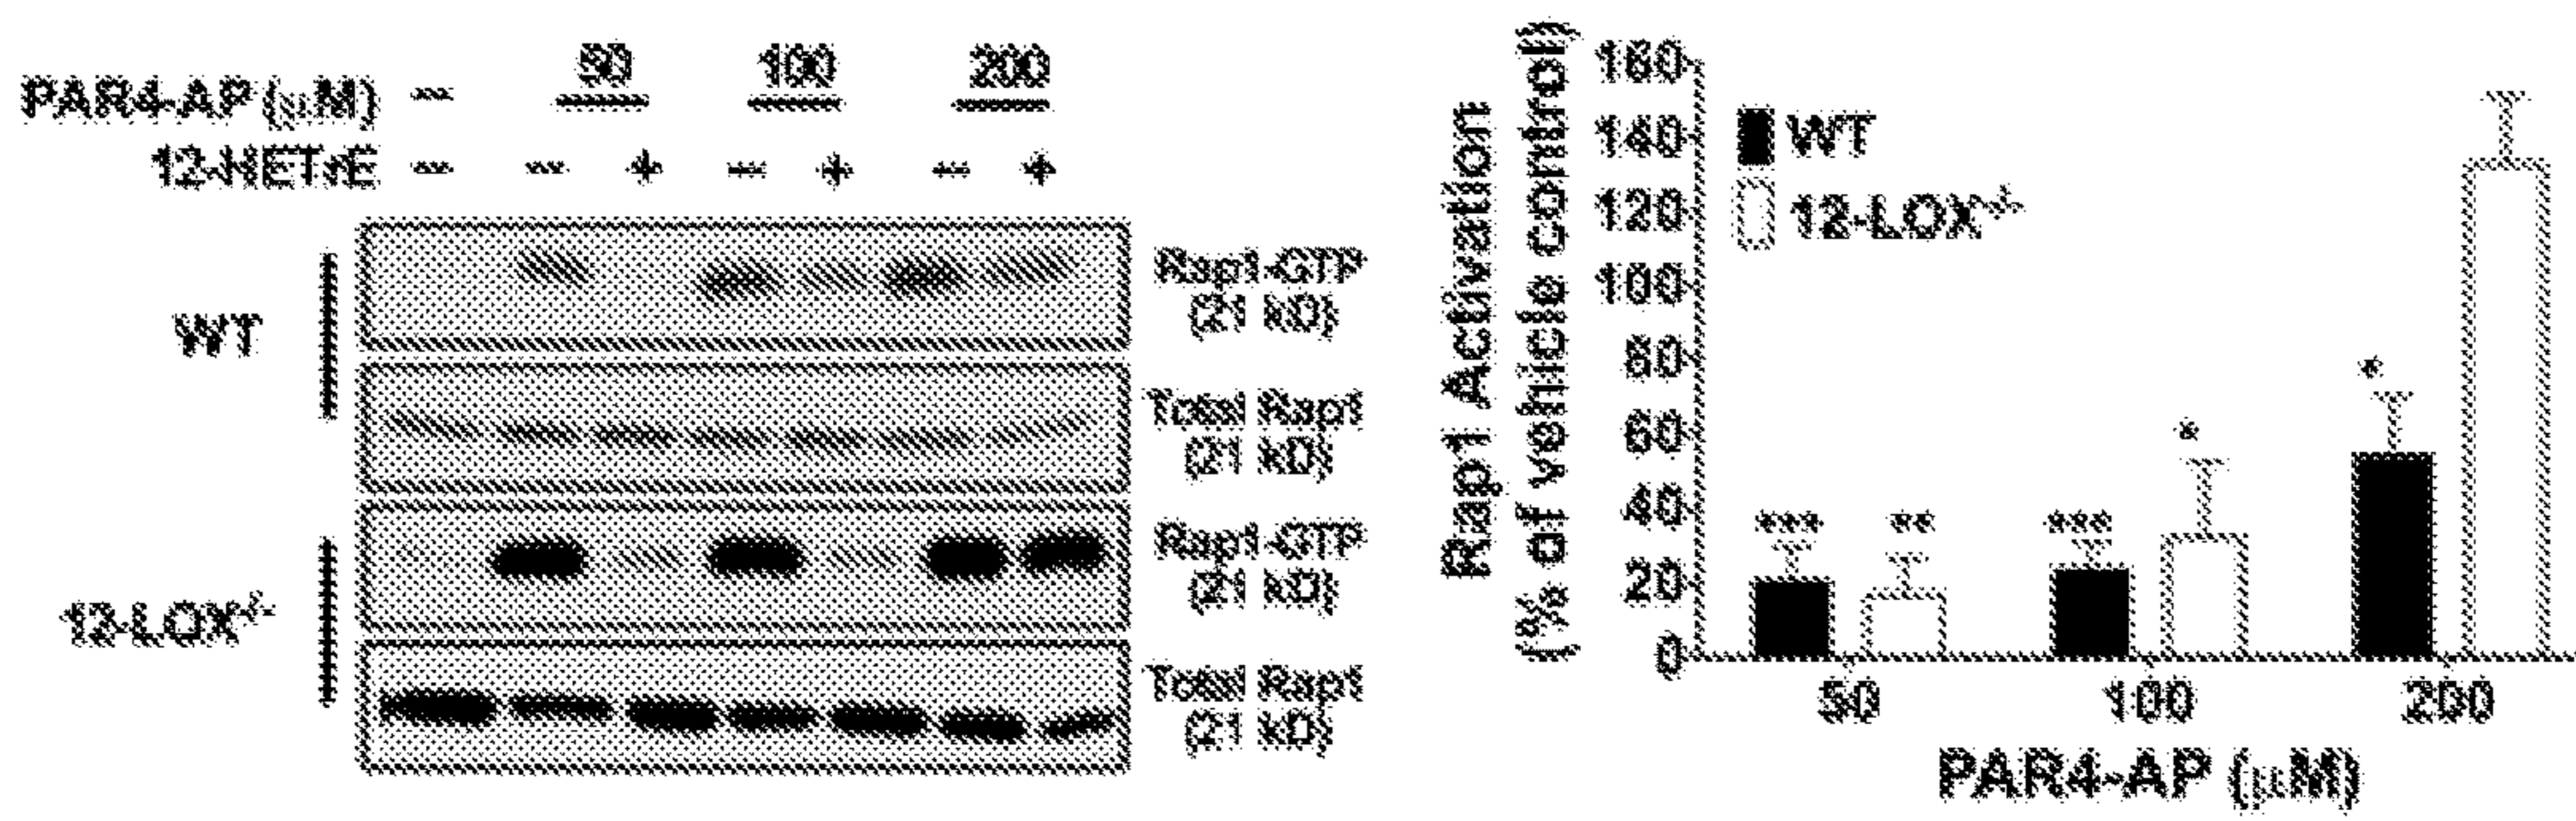 PAR4-AP (µM) – 50 100 200
12-HETrE – – + – + – +
WT
Rap1-GTP
(21 kD)
Total Rap1
(21 kD)
12-LOX-/-
Rap1-GTP
(21 kD)
Total Rap1
(21 kD)
Rap1 Activation
(% of vehicle control)
160
140
120
100
80
60
40
20
0
WT
12-LOX-/-
*** ** *** * *
50 100 200
PAR4-AP (µM)